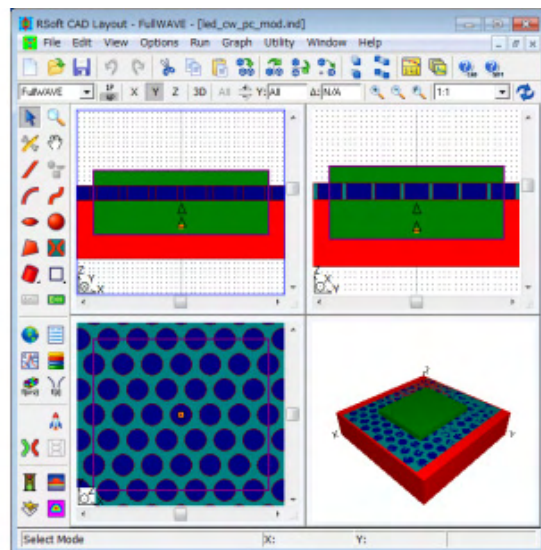 RSoft CAD Layout - FullWAVE - [led_cw_pc_mod.ind]
File Edit View Options Run Graph Utility Window Help
FullWAVE X Y Z 3D All Y: All Δ: N/A 1:1
Z
Y
X
Z
X
Y
Select Mode X: Y: